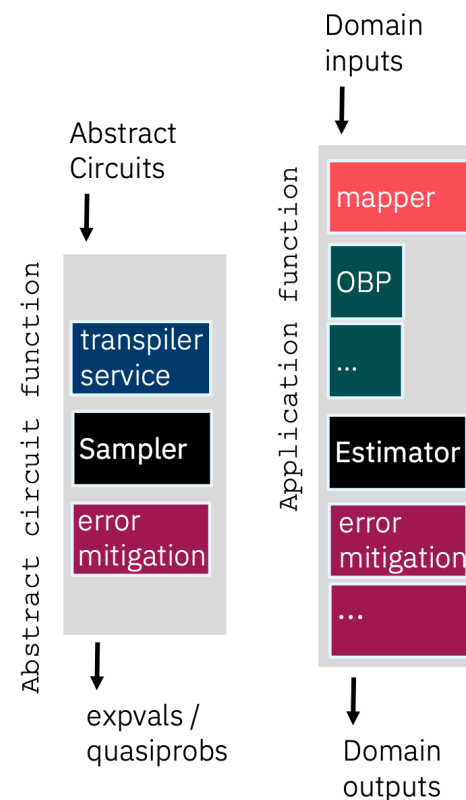 Abstract
Circuits
Abstract circuit function
transpiler
service
Sampler
error
mitigation
expvals /
quasiprobs
Domain
inputs
Application function
mapper
OBP
...
Estimator
error
mitigation
...
Domain
outputs